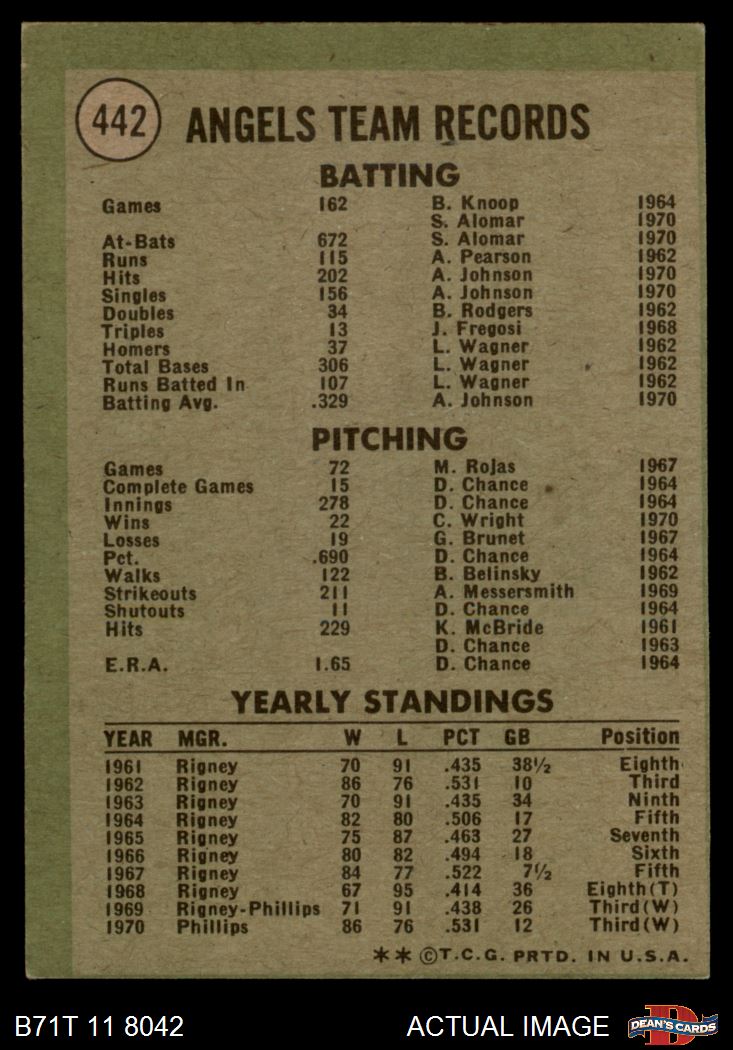 442
ANGELS TEAM RECORDS
BATTING
Games 162 B. Knoop 1964
S. Alomar 1970
At-Bats 672 S. Alomar 1970
Runs 115 A. Pearson 1962
Hits 202 A. Johnson 1970
Singles 156 A. Johnson 1970
Doubles 34 B. Rodgers 1962
Triples 13 J. Fregosi 1968
Homers 37 L. Wagner 1962
Total Bases 306 L. Wagner 1962
Runs Batted In 107 L. Wagner 1962
Batting Avg. .329 A. Johnson 1970
PITCHING
Games 72 M. Rojas 1967
Complete Games 15 D. Chance 1964
Innings 278 D. Chance 1964
Wins 22 C. Wright 1970
Losses 19 G. Brunet 1967
Pct. .690 D. Chance 1964
Walks 122 B. Belinsky 1962
Strikeouts 211 A. Messersmith 1969
Shutouts 11 D. Chance 1964
Hits 229 K. McBride 1961
D. Chance 1963
E.R.A. 1.65 D. Chance 1964
YEARLY STANDINGS
YEAR MGR. W L PCT GB Position
1961 Rigney 70 91 .435 38½ Eighth
1962 Rigney 86 76 .531 10 Third
1963 Rigney 70 91 .435 34 Ninth
1964 Rigney 82 80 .506 17 Fifth
1965 Rigney 75 87 .463 27 Seventh
1966 Rigney 80 82 .494 18 Sixth
1967 Rigney 84 77 .522 7½ Fifth
1968 Rigney 67 95 .414 36 Eighth(T)
1969 Rigney-Phillips 71 91 .438 26 Third(W)
1970 Phillips 86 76 .531 12 Third(W)
** ©T.C.G. PRTD. IN U.S.A.
B71T 11 8042 ACTUAL IMAGE D DEAN'S CARDS